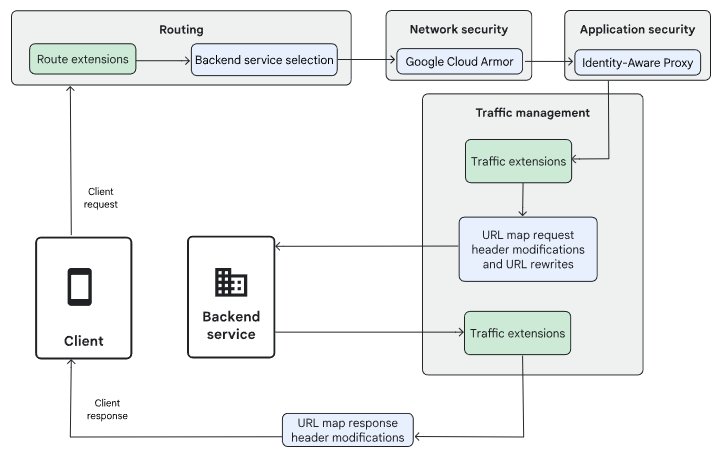 Routing
Route extensions
Backend service selection
Network security
Google Cloud Armor
Application security
Identity-Aware Proxy
Traffic management
Traffic extensions
URL map request
header modifications
and URL rewrites
Traffic extensions
Client
request
Client
Backend
service
Client
response
URL map response
header modifications